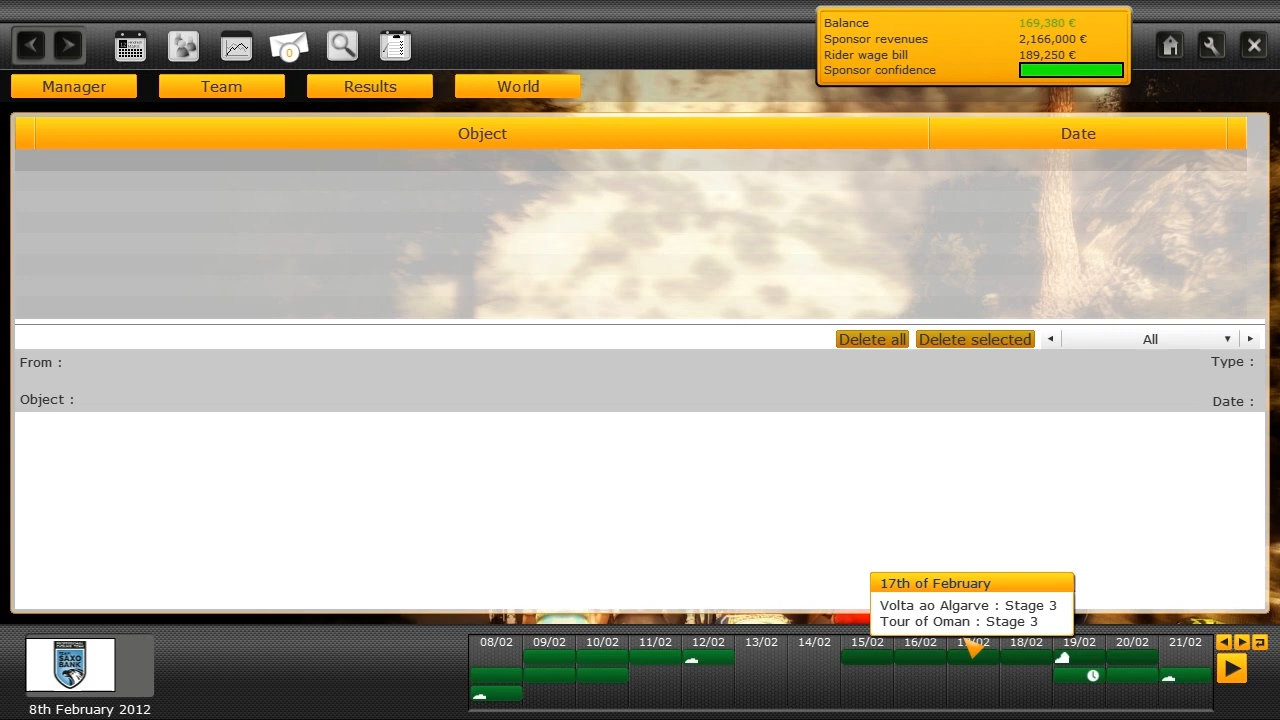 Balance 169,380 €
Sponsor revenues 2,166,000 €
Rider wage bill 189,250 €
Sponsor confidence
0
Manager Team Results World
Object Date
Delete all Delete selected All
From :
Type :
Object :
Date :
17th of February
Volta ao Algarve : Stage 3
Tour of Oman : Stage 3
08/02 09/02 10/02 11/02 12/02 13/02 14/02 15/02 16/02 17/02 18/02 19/02 20/02 21/02
SAXO
BANK
8th February 2012